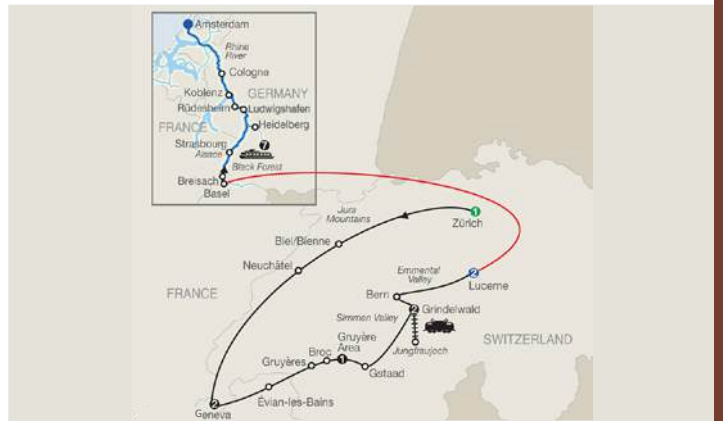 Amsterdam
Rhine
River
Cologne
Koblenz
GERMANY
Rüdesheim
Ludwigshafen
FRANCE
Heidelberg
Strasbourg
7
Alsace
Black Forest
Breisach
Basel
Jura
Mountains
1
Zürich
Biel/Bienne
Neuchâtel
Emmental
Valley
2
Lucerne
FRANCE
Bern
2
Grindelwald
Simmen Valley
Gruyère
Area
Jungfraujoch
SWITZERLAND
Broc
1
Gruyères
Gstaad
2
Évian-les-Bains
Geneva